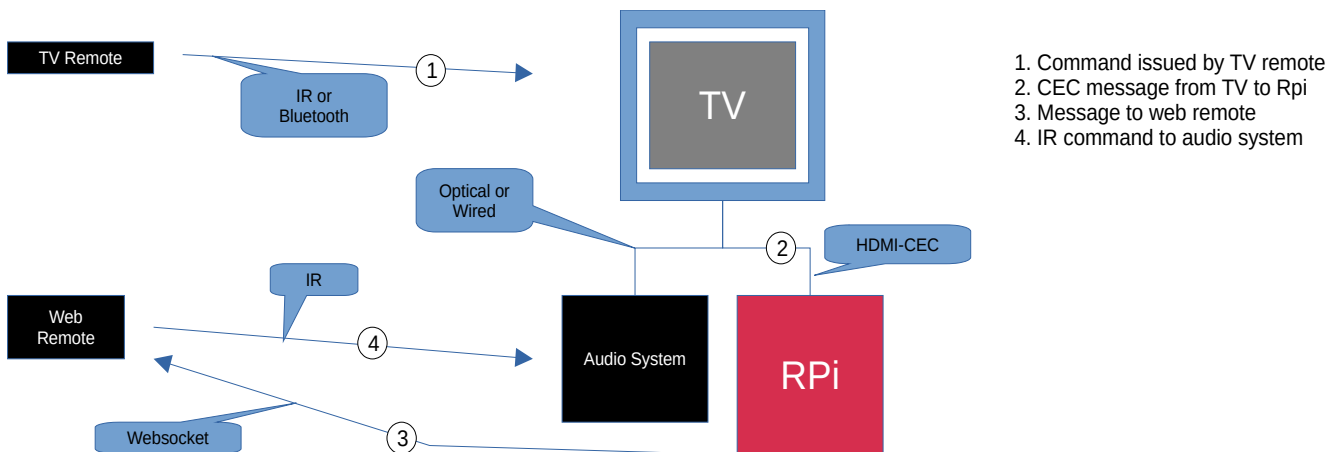 TV Remote
1
IR or
Bluetooth
TV
1. Command issued by TV remote
2. CEC message from TV to Rpi
3. Message to web remote
4. IR command to audio system
Optical or
Wired
2
HDMI-CEC
IR
Web
Remote
4
Audio System
RPi
Websocket
3